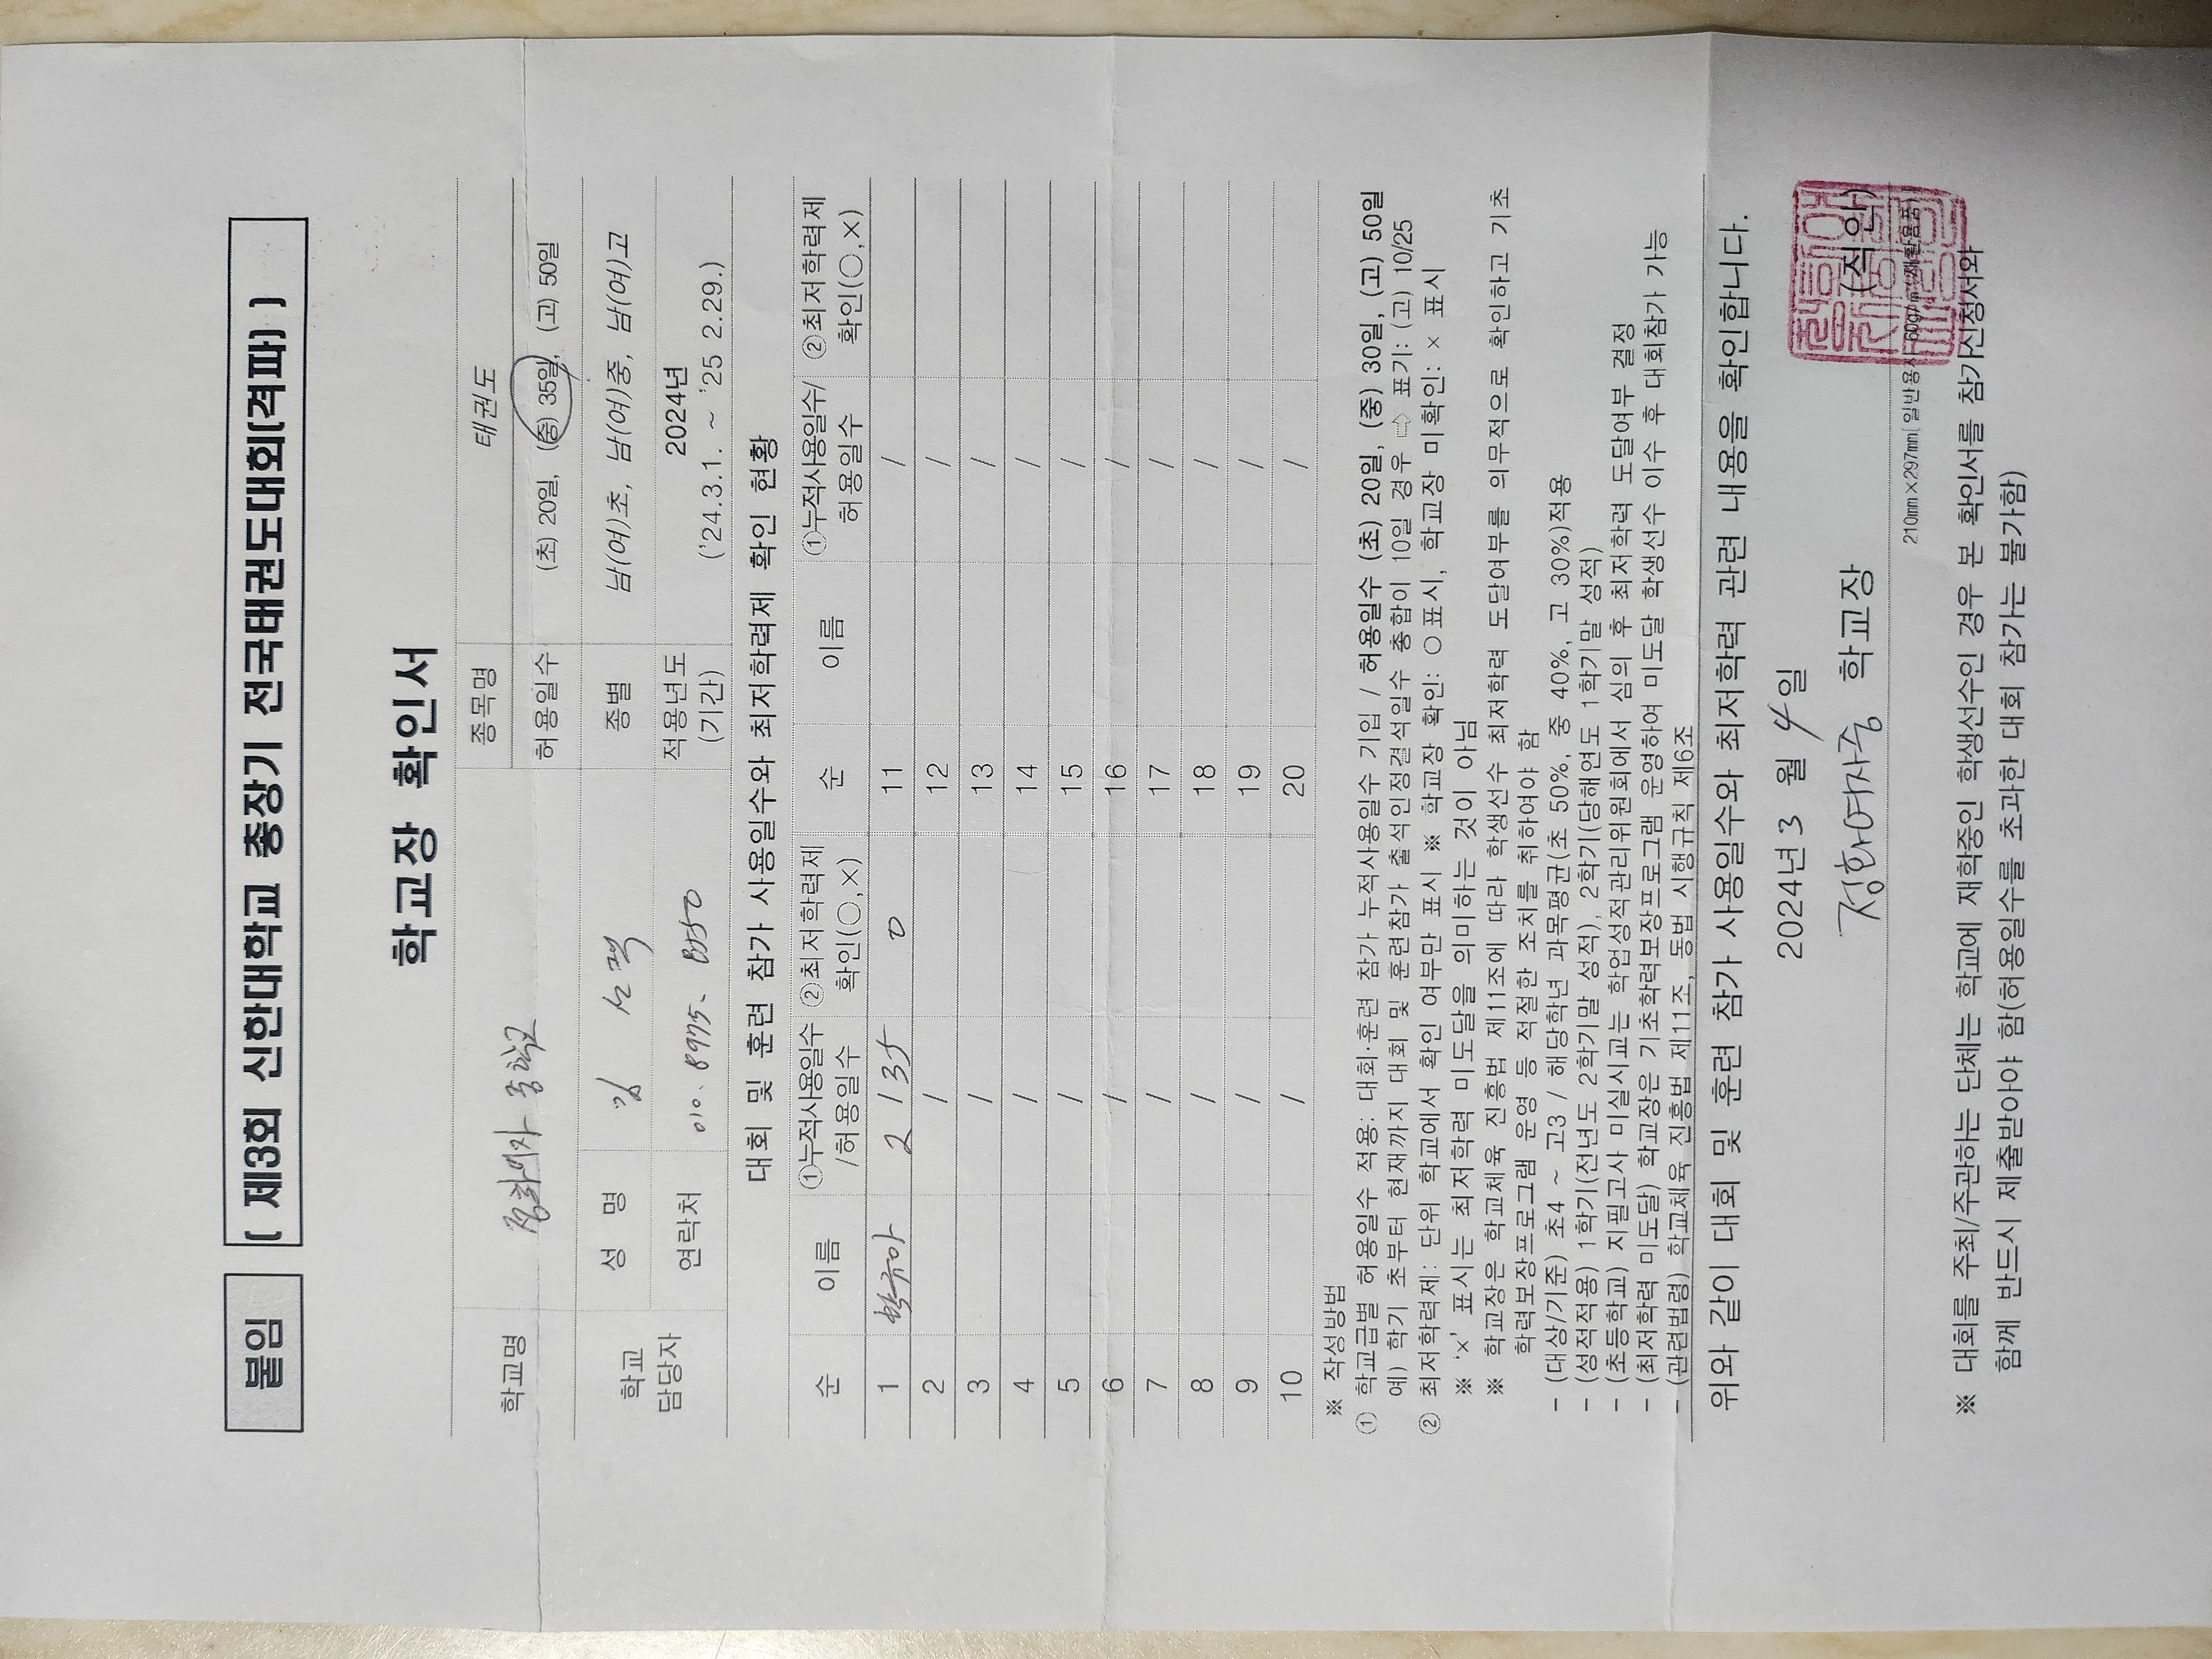 붙임 [ 제3회 신한대학교 총장기 전국태권도대회(격파) ]
학교장 확인서
학교명 정화여자중학교 종목명 태권도
허용일수 (초) 20일, (중) 35일, (고) 50일
학교 담당자 성 명 임 종별 남(여)초, 남(여)중, 남(여)고
연락처 010. 8975. 적용년도 (기간) 2024년 ('24.3.1. ~ '25 2.29.)
대회 및 훈련 참가 사용일수와 최저학력제 확인 현황
순 이름 ①누적사용일수/허용일수 ②최저학력제 확인(○,×) 순 이름 ①누적사용일수/허용일수 ②최저학력제 확인(○,×)
1 2 / 35 0 11 /
2 / 12 /
3 / 13 /
4 / 14 /
5 / 15 /
6 / 16 /
7 / 17 /
8 / 18 /
9 / 19 /
10 / 20 /
※ 작성방법
① 학교급별 허용일수 적용: 대회·훈련 참가 누적사용일수 기입 / 허용일수 (초) 20일, (중) 30일, (고) 50일
예) 학기 초부터 현재까지 대회 및 훈련참가 출석인정결석일수 총합이 10일 경우 ⇨ 표기: (고) 10/25
② 최저학력제: 단위 학교에서 확인 여부만 표시 ※ 학교장 확인: ○ 표시, 학교장 미확인: × 표시
※ 'x' 표시는 최저학력 미도달을 의미하는 것이 아님
※ 학교장은 학교체육 진흥법 제11조에 따라 학생선수 최저학력 도달여부를 의무적으로 확인하고 기초
학력보장프로그램 운영 등 적절한 조치를 취하여야 함
- (대상/기준) 초4 ~ 고3 / 해당학년 과목평균(초 50%, 중 40%, 고 30%)적용
- (성적적용) 1학기(전년도 2학기말 성적), 2학기(당해연도 1학기말 성적)
- (초등학교) 지필고사 미실시교는 학업성적관리위원회에서 심의 후 최저학력 도달여부 결정
- (최저학력 미도달) 학교장은 기초학력보장프로그램 운영하여 미도달 학생선수 이수 후 대회참가 가능
- (관련법령) 학교체육 진흥법 제11조, 동법 시행규칙 제6조
위와 같이 대회 및 훈련 참가 사용일수와 최저학력 관련 내용을 확인합니다.
2024년 3 월 4 일
정화여자중 학교장 (직인)
210mm×297mm[일반용지 60g/㎡(재활용품)]
※ 대회를 주최/주관하는 단체는 학교에 재학중인 학생선수인 경우 본 확인서를 참가신청서와
함께 반드시 제출받아야 함(허용일수를 초과한 대회 참가는 불가함)